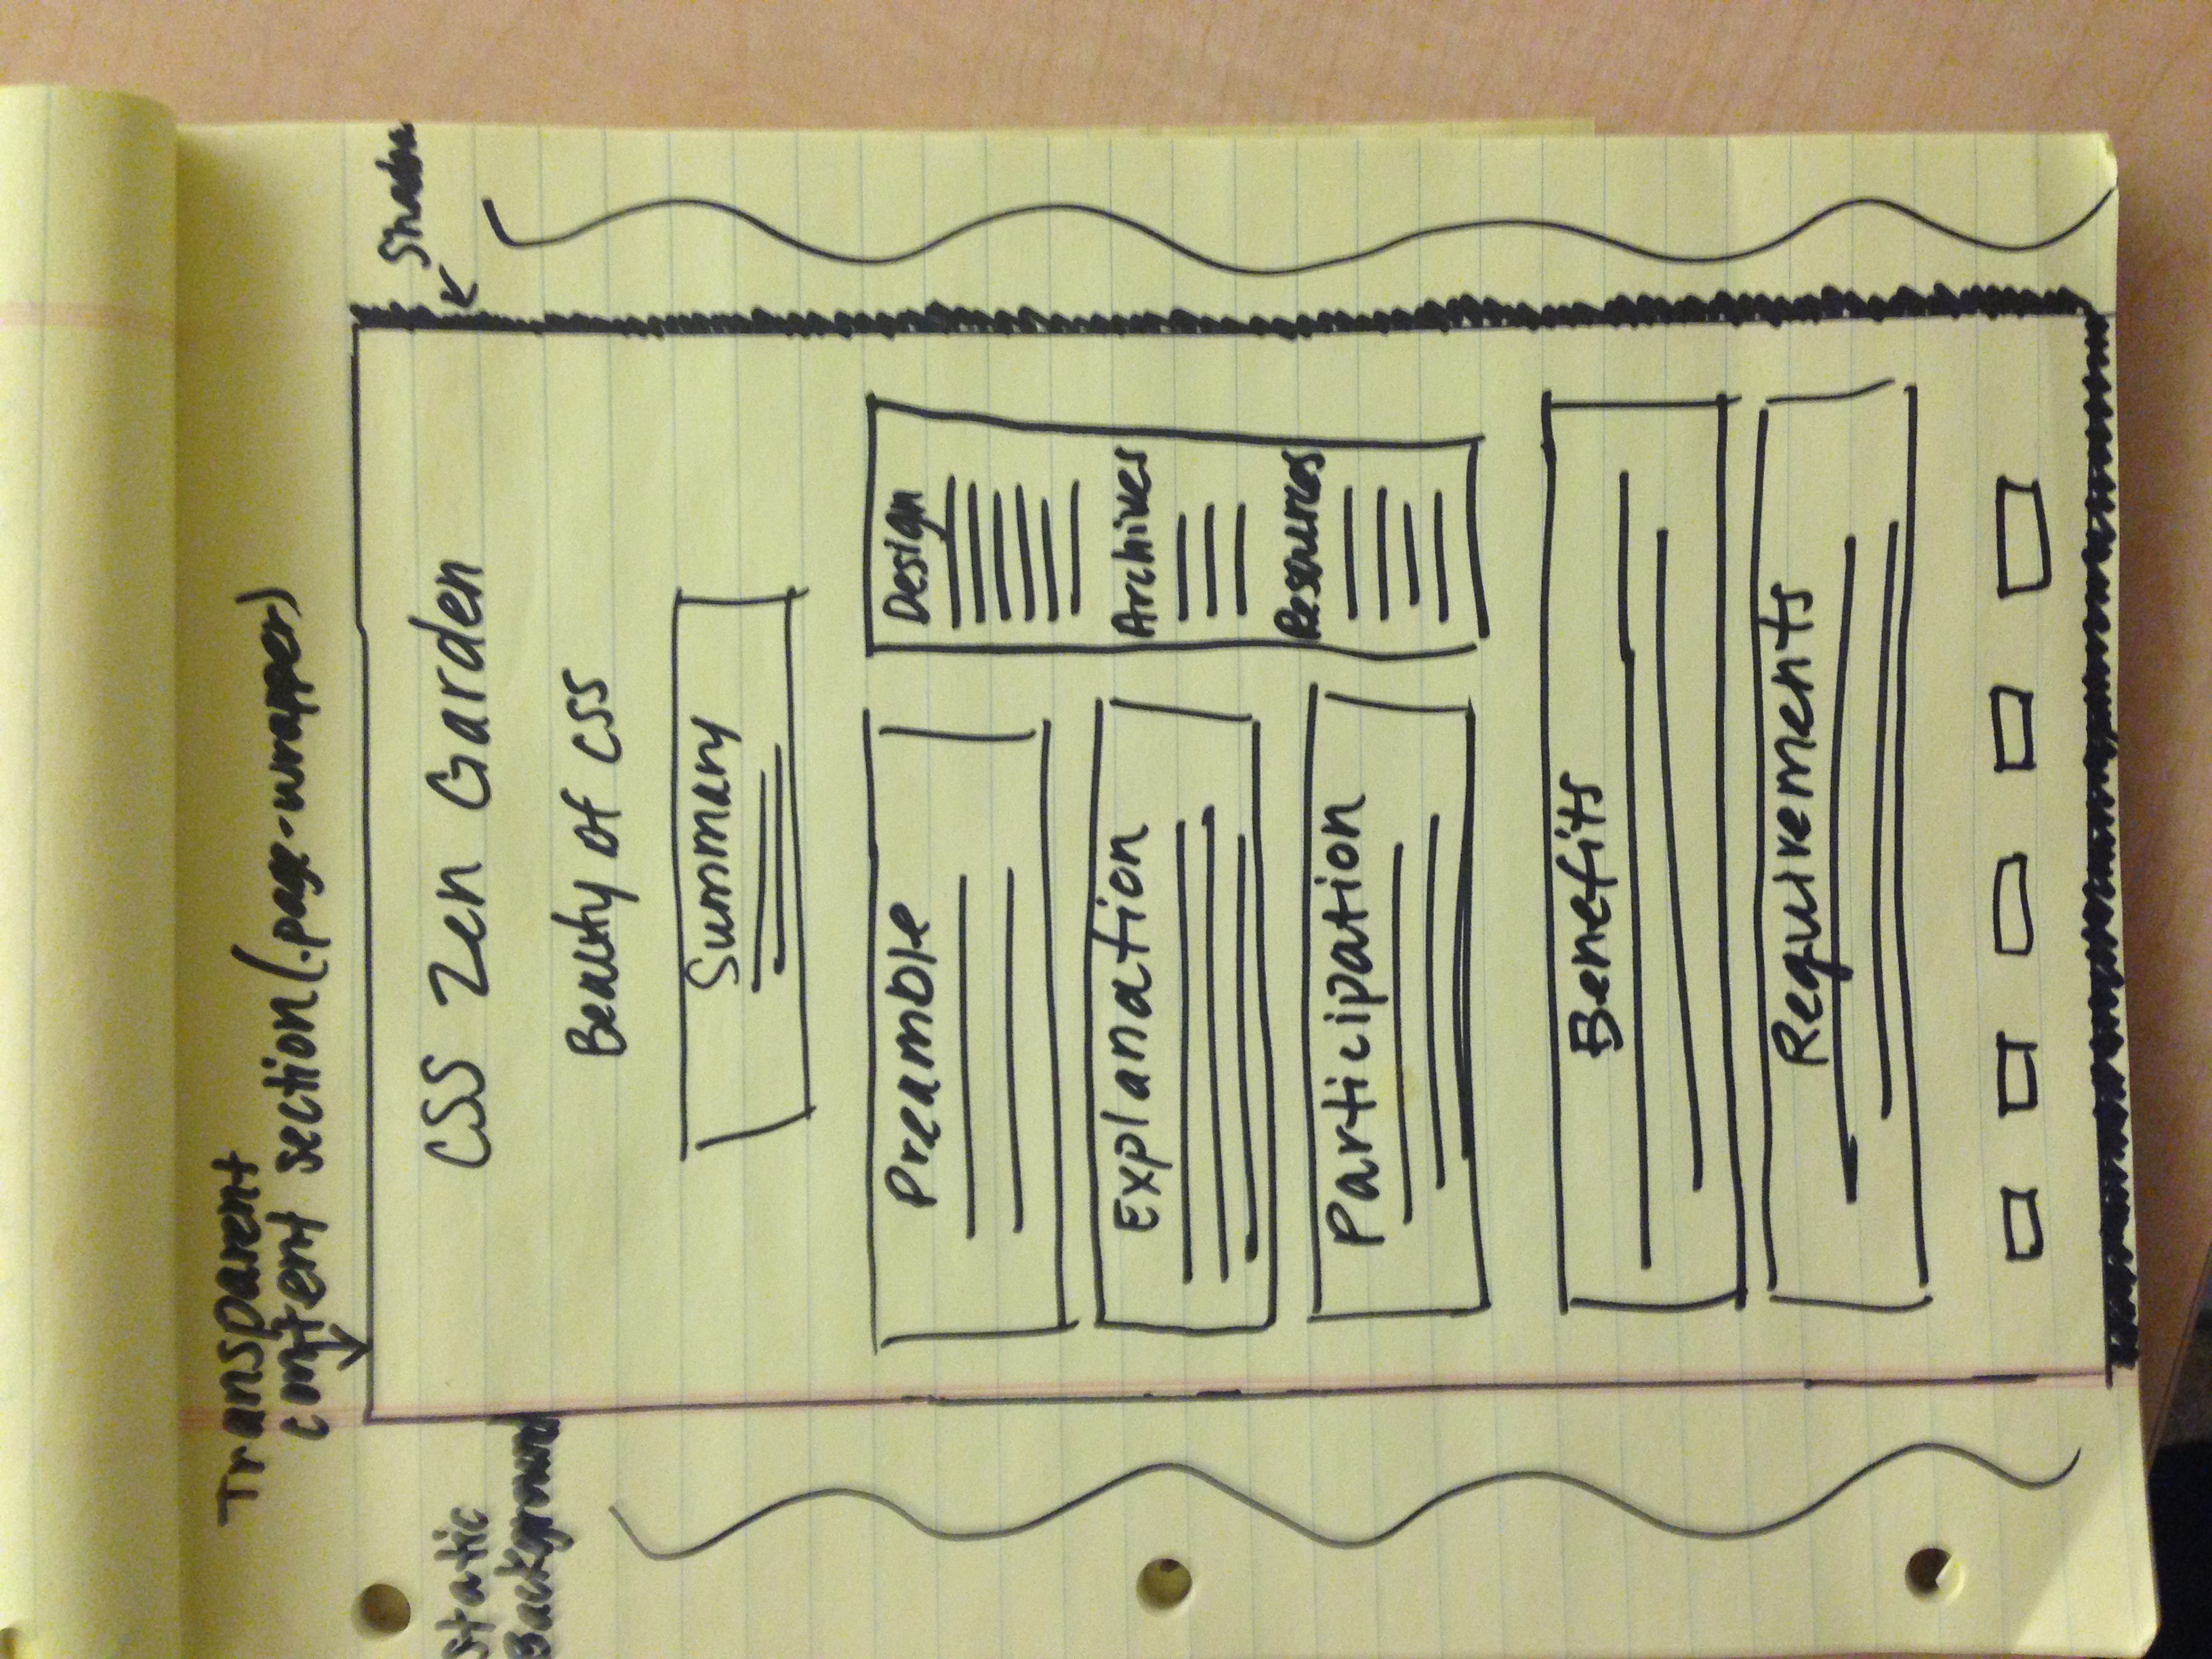 Transparent
content section (.page-wrapper)
Static
Background
Shadow
CSS Zen Garden
Beauty of CSS
Summary
Preamble
Explanation
Participation
Design
Archives
Resources
Benefits
Requirements